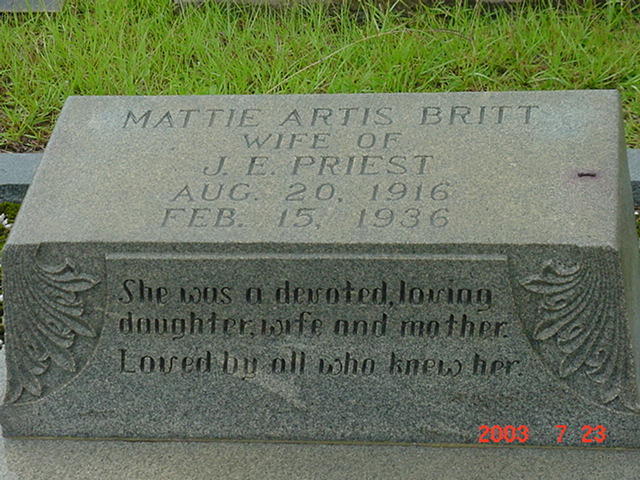 MATTIE ARTIS BRITT
WIFE OF
J. E. PRIEST
AUG. 20, 1916
FEB. 15, 1936
She was a devoted, loving
daughter, wife and mother.
Loved by all who knew her.
2003 7 23